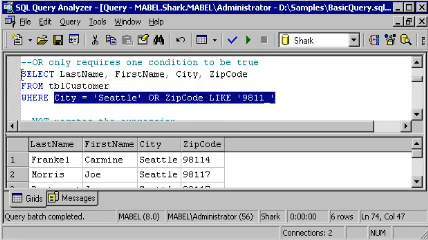 SQL Query Analyzer - [Query - MABEL.Shark.MABEL\Administrator - D:\Samples\BasicQuery.sql...
File Edit Query Tools Window Help
Shark
--OR only requires one condition to be true
SELECT LastName, FirstName, City, ZipCode
FROM tblCustomer
WHERE City = 'Seattle' OR ZipCode LIKE '9811_'
LastName FirstName City ZipCode
1 Frankel Carmine Seattle 98114
2 Morris Joe Seattle 98117
Grids Messages
Query batch completed. MABEL (8.0) MABEL\Administrator (56) Shark 0:00:00 6 rows Ln 74, Col 47
Connections: 2 NUM